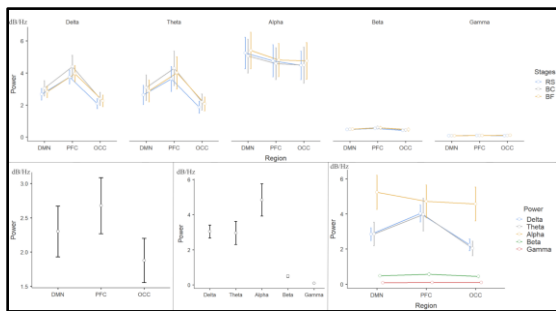 dB/Hz Delta Theta Alpha Beta Gamma
6
4
2
0
Power
Stages
RS
BC
BF
DMN PFC OCC DMN PFC OCC DMN PFC OCC DMN PFC OCC DMN PFC OCC
Region
dB/Hz
3.0
2.5
2.0
1.5
Power
DMN PFC OCC
dB/Hz
6
5
4
3
2
1
0
Power
Delta Theta Alpha Beta Gamma
dB/Hz
6
4
2
0
Power
DMN PFC OCC
Region
Power
Delta
Theta
Alpha
Beta
Gamma